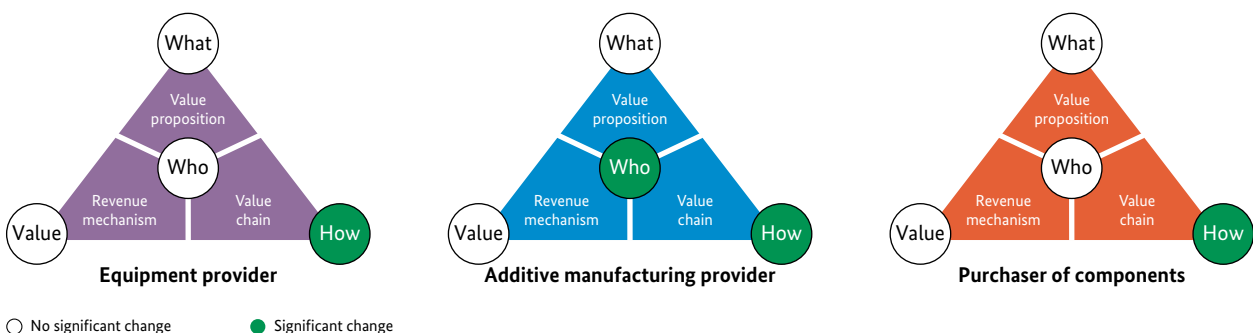 What
Value
proposition
Who
Revenue
mechanism
Value
chain
Value
How
Equipment provider
What
Value
proposition
Who
Revenue
mechanism
Value
chain
Value
How
Additive manufacturing provider
What
Value
proposition
Who
Revenue
mechanism
Value
chain
Value
How
Purchaser of components
No significant change
Significant change